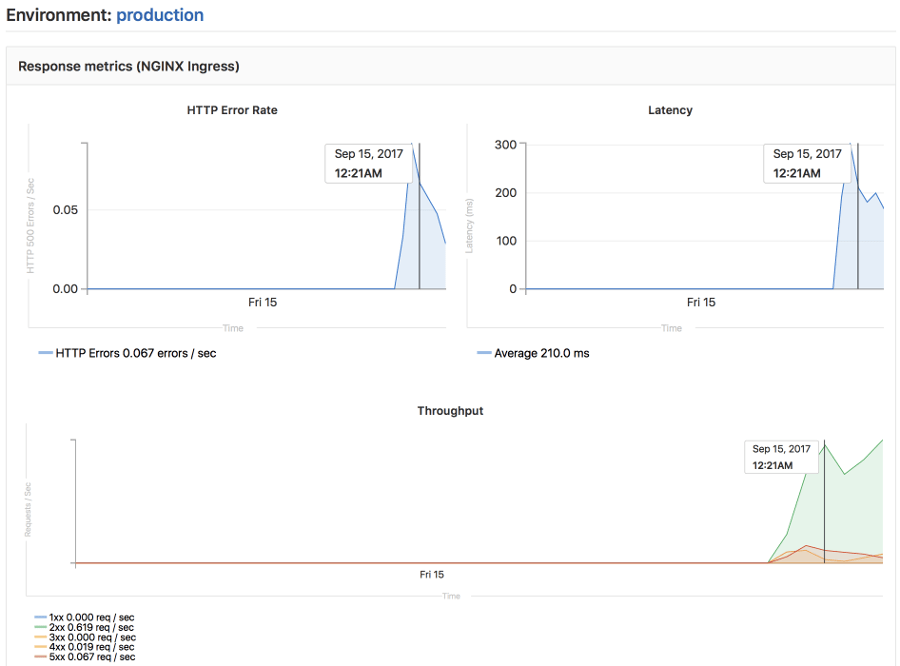 Environment: production
Response metrics (NGINX Ingress)
HTTP Error Rate
HTTP 500 Errors / Sec
0.05
0.00
Sep 15, 2017
12:21AM
Fri 15
Time
HTTP Errors 0.067 errors / sec
Latency
Latency (ms)
300
200
100
0
Sep 15, 2017
12:21AM
Fri 15
Time
Average 210.0 ms
Throughput
Requests / Sec
Sep 15, 2017
12:21AM
Fri 15
Time
1xx 0.000 req / sec
2xx 0.619 req / sec
3xx 0.000 req / sec
4xx 0.019 req / sec
5xx 0.067 req / sec